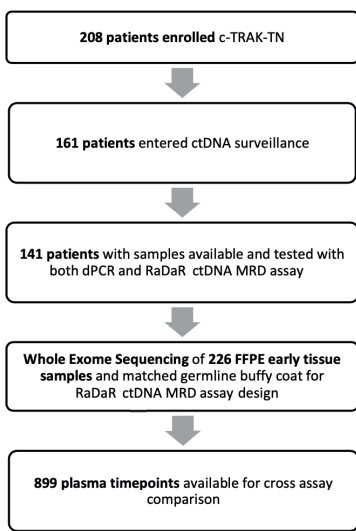 208 patients enrolled c-TRAK-TN
161 patients entered ctDNA surveillance
141 patients with samples available and tested with
both dPCR and RaDaR ctDNA MRD assay
Whole Exome Sequencing of 226 FFPE early tissue
samples and matched germline buffy coat for
RaDaR ctDNA MRD assay design
899 plasma timepoints available for cross assay
comparison